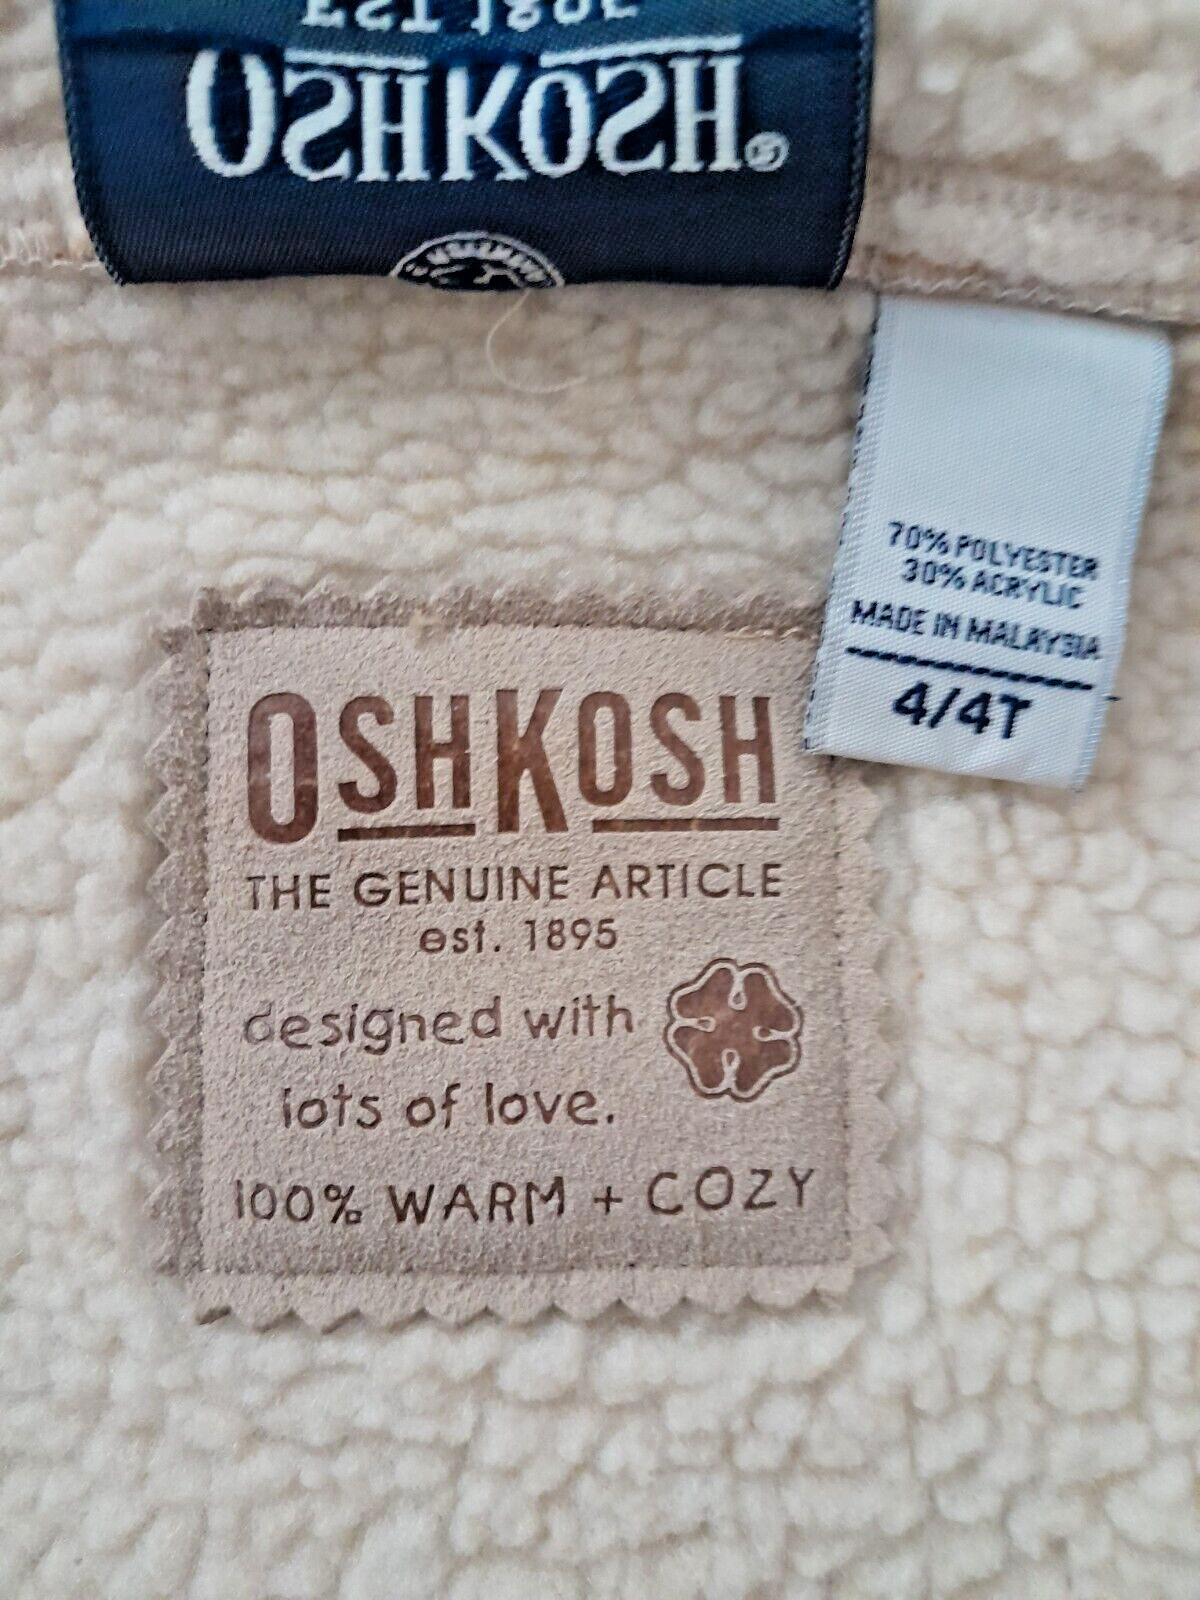 EST. 1895
OSHKOSH®
70% POLYESTER
30% ACRYLIC
MADE IN MALAYSIA
4/4T
OSHKOSH
THE GENUINE ARTICLE
est. 1895
designed with
lots of love.
100% WARM + COZY